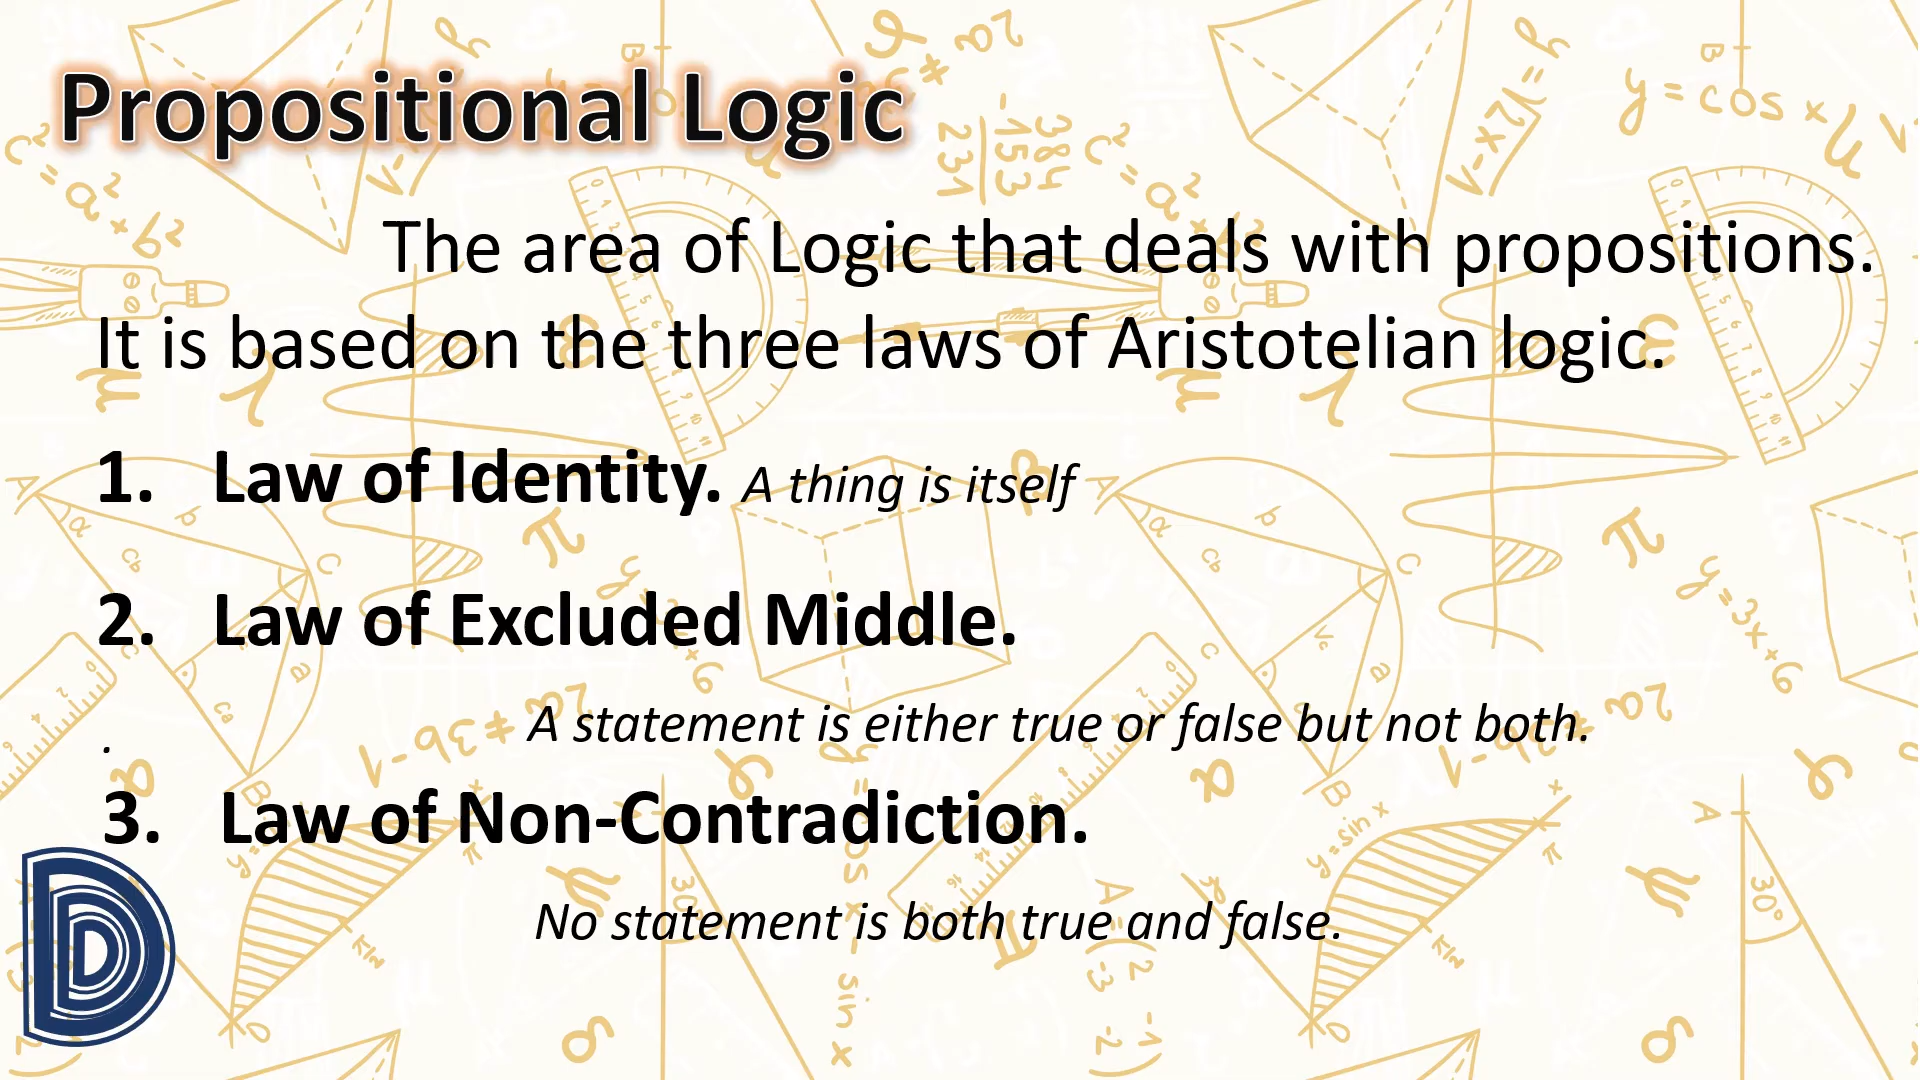 Propositional Logic
The area of Logic that deals with propositions.
It is based on the three laws of Aristotelian logic.
1. Law of Identity. A thing is itself
2. Law of Excluded Middle.
A statement is either true or false but not both.
.
3. Law of Non-Contradiction.
No statement is both true and false.